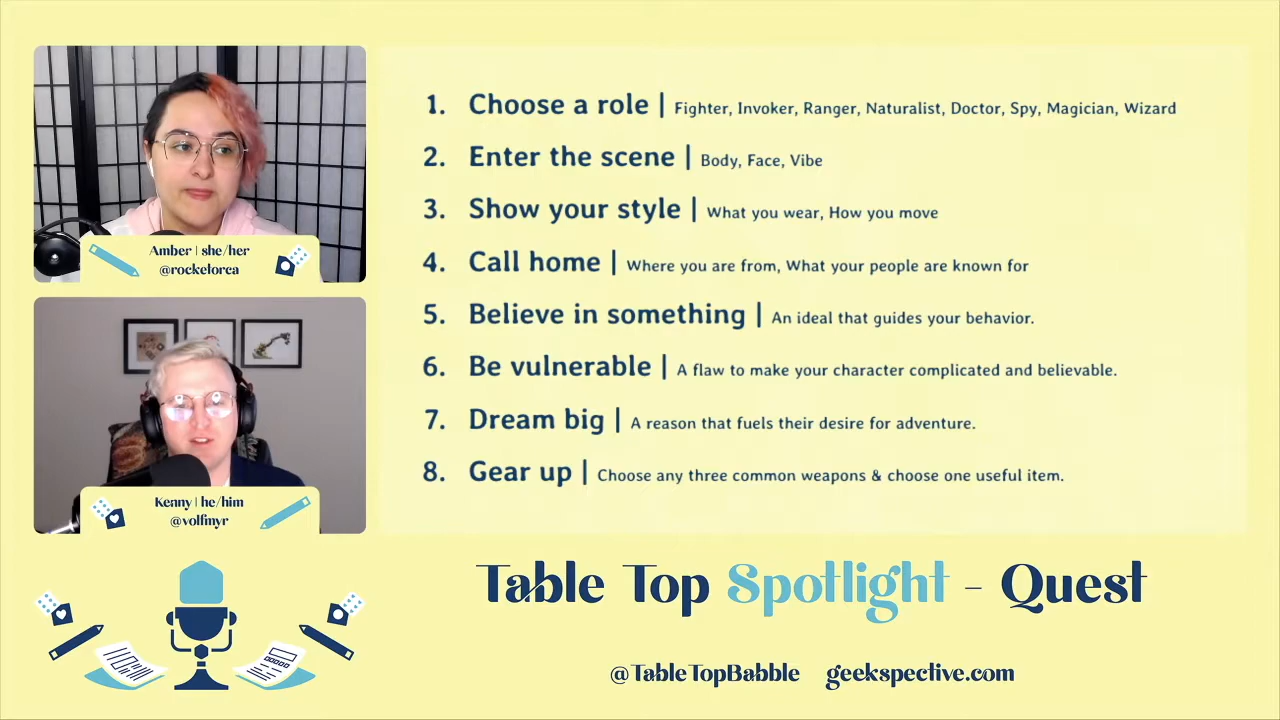 Amber | she/her
@rockelorca
Kenny | he/him
@volfmyr
1. Choose a role | Fighter, Invoker, Ranger, Naturalist, Doctor, Spy, Magician, Wizard
2. Enter the scene | Body, Face, Vibe
3. Show your style | What you wear, How you move
4. Call home | Where you are from, What your people are known for
5. Believe in something | An ideal that guides your behavior.
6. Be vulnerable | A flaw to make your character complicated and believable.
7. Dream big | A reason that fuels their desire for adventure.
8. Gear up | Choose any three common weapons & choose one useful item.
Table Top Spotlight - Quest
@TableTopBabble geekspective.com